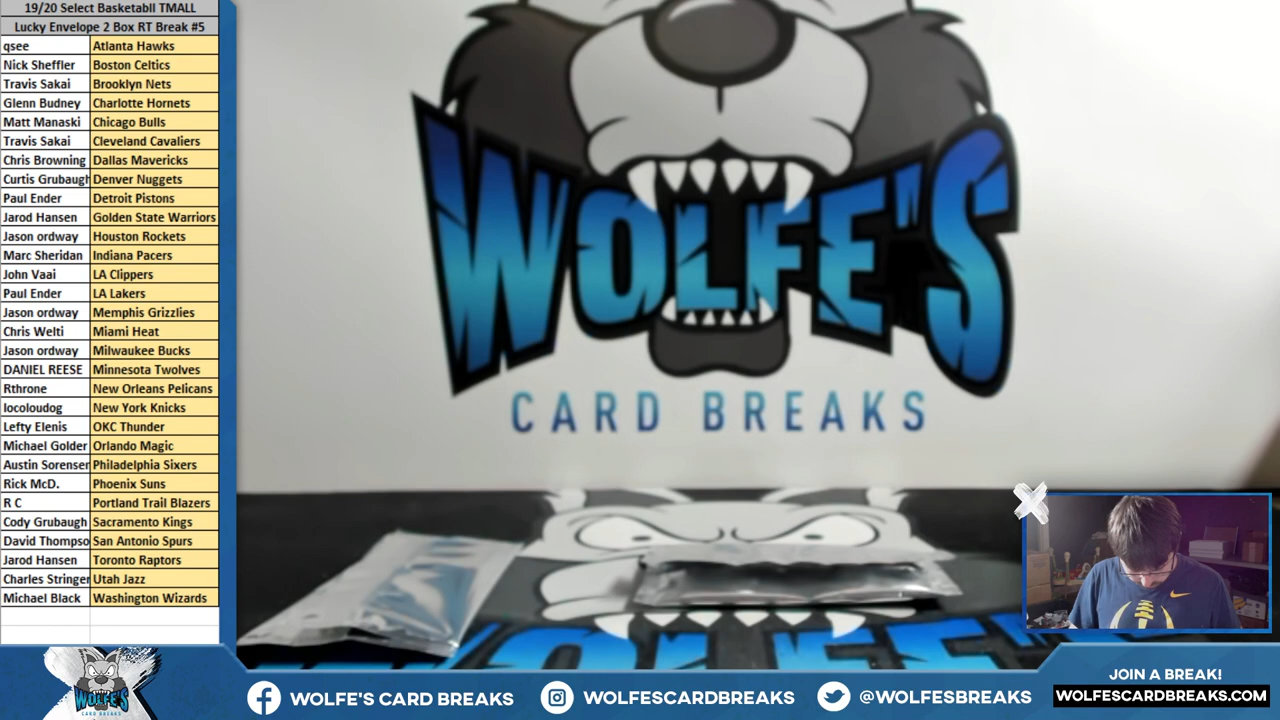 19/20 Select Basketabll TMALL
Lucky Envelope 2 Box RT Break #5
qsee Atlanta Hawks
Nick Sheffler Boston Celtics
Travis Sakai Brooklyn Nets
Glenn Budney Charlotte Hornets
Matt Manaski Chicago Bulls
Travis Sakai Cleveland Cavaliers
Chris Browning Dallas Mavericks
Curtis Grubaugh Denver Nuggets
Paul Ender Detroit Pistons
Jarod Hansen Golden State Warriors
Jason ordway Houston Rockets
Marc Sheridan Indiana Pacers
John Vaai LA Clippers
Paul Ender LA Lakers
Jason ordway Memphis Grizzlies
Chris Welti Miami Heat
Jason ordway Milwaukee Bucks
DANIEL REESE Minnesota Twolves
Rthrone New Orleans Pelicans
locoloudog New York Knicks
Lefty Elenis OKC Thunder
Michael Golder Orlando Magic
Austin Sorenser Philadelphia Sixers
Rick McD. Phoenix Suns
R C Portland Trail Blazers
Cody Grubaugh Sacramento Kings
David Thompso San Antonio Spurs
Jarod Hansen Toronto Raptors
Charles Stringer Utah Jazz
Michael Black Washington Wizards
WOLFE'S
CARD BREAKS
WOLFE'S
WOLFE'S
CARD BREAKS
WOLFE'S CARD BREAKS
WOLFESCARDBREAKS
@WOLFESBREAKS
JOIN A BREAK!
WOLFESCARDBREAKS.COM